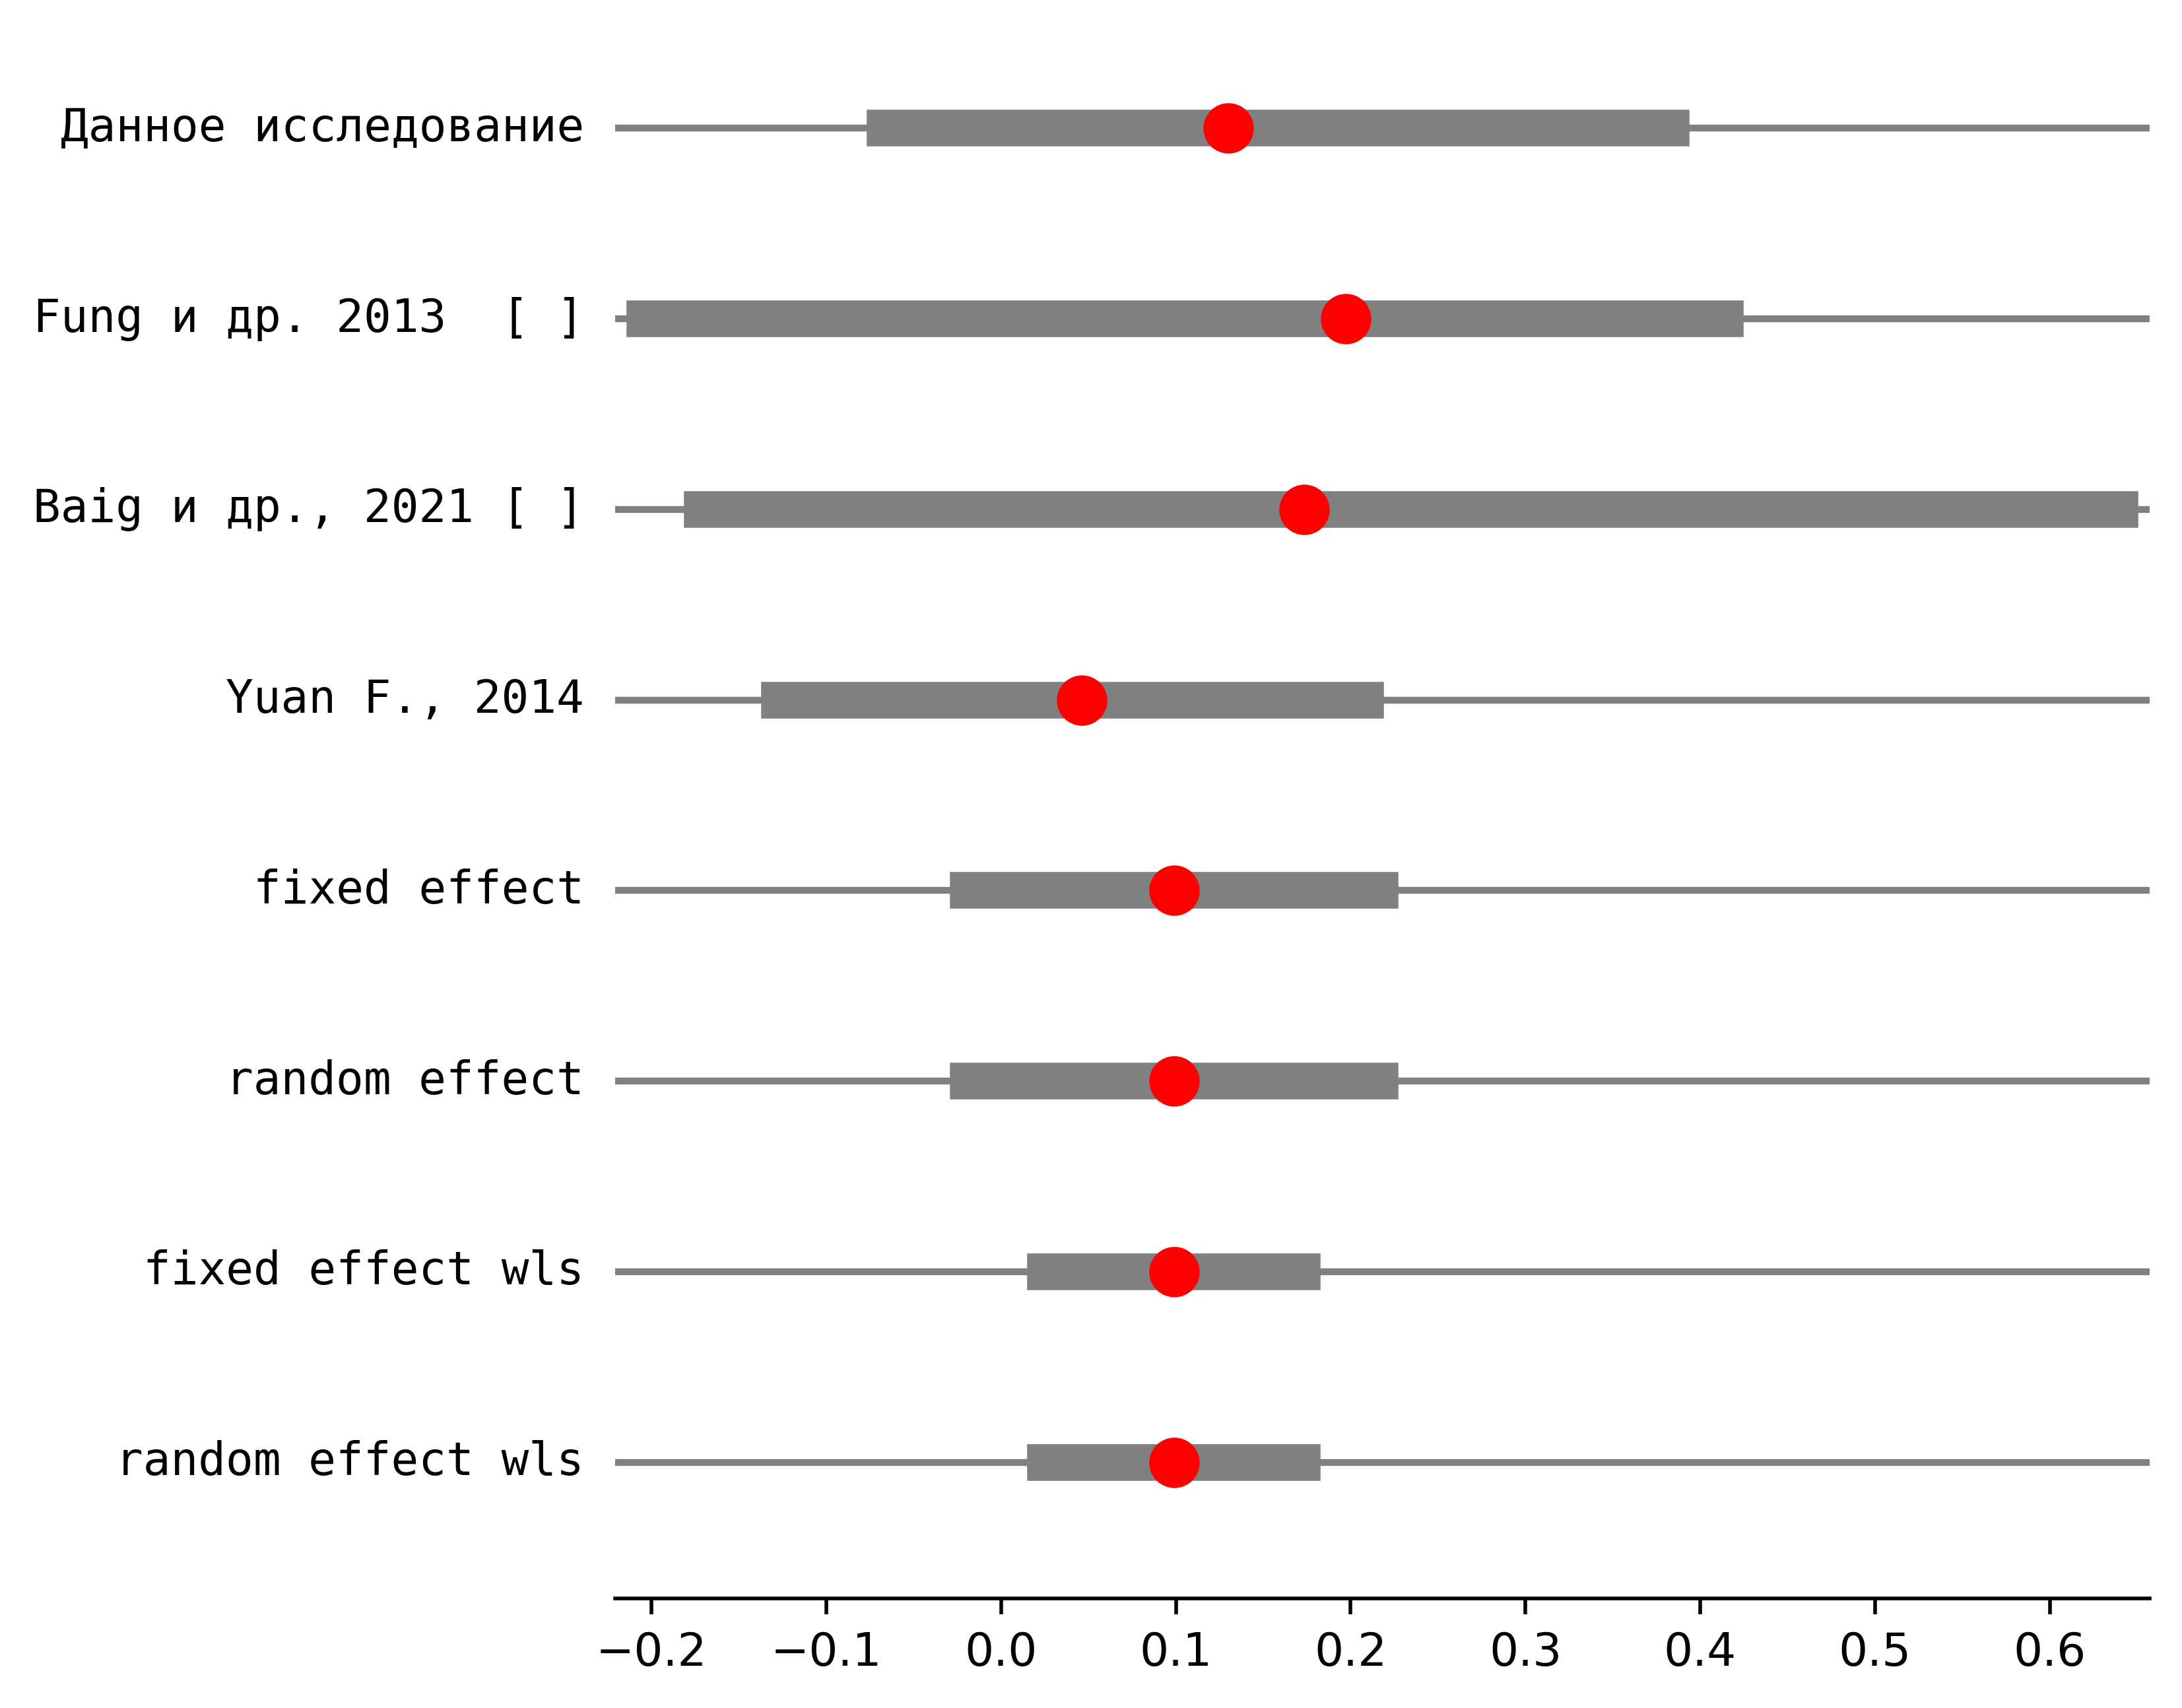 Данное исследование
Fung и др. 2013  [ ]
Baig и др., 2021 [ ]
Yuan F., 2014
fixed effect
random effect
fixed effect wls
random effect wls
−0.2 −0.1 0.0 0.1 0.2 0.3 0.4 0.5 0.6